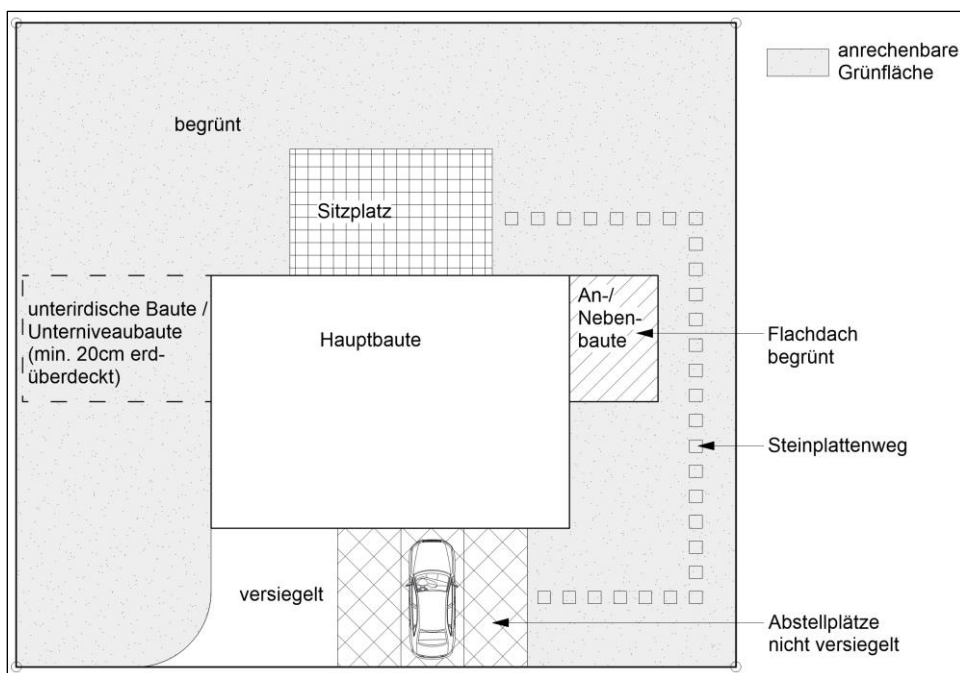 anrechenbare
Grünfläche
begrünt
Sitzplatz
unterirdische Baute /
Unterniveaubaute
(min. 20cm erd-
überdeckt)
Hauptbaute
An-/
Neben-
baute
Flachdach
begrünt
Steinplattenweg
versiegelt
Abstellplätze
nicht versiegelt